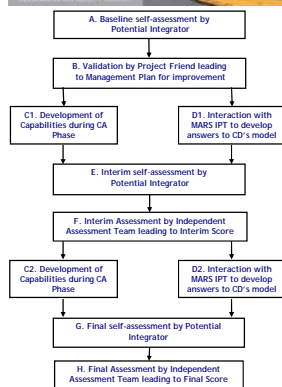 A. Baseline self-assessment by
Potential Integrator
B. Validation by Project Friend leading
to Management Plan for improvement
C1. Development of
Capabilities during CA
Phase
D1. Interaction with
MARS IPT to develop
answers to CD's model
E. Interim self-assessment by
Potential Integrator
F. Interim Assessment by Independent
Assessment Team leading to Interim Score
C2. Development of
Capabilities during CA
Phase
D2. Interaction with
MARS IPT to develop
answers to CD's model
G. Final self-assessment by Potential
Integrator
H. Final Assessment by Independent
Assessment Team leading to Final Score